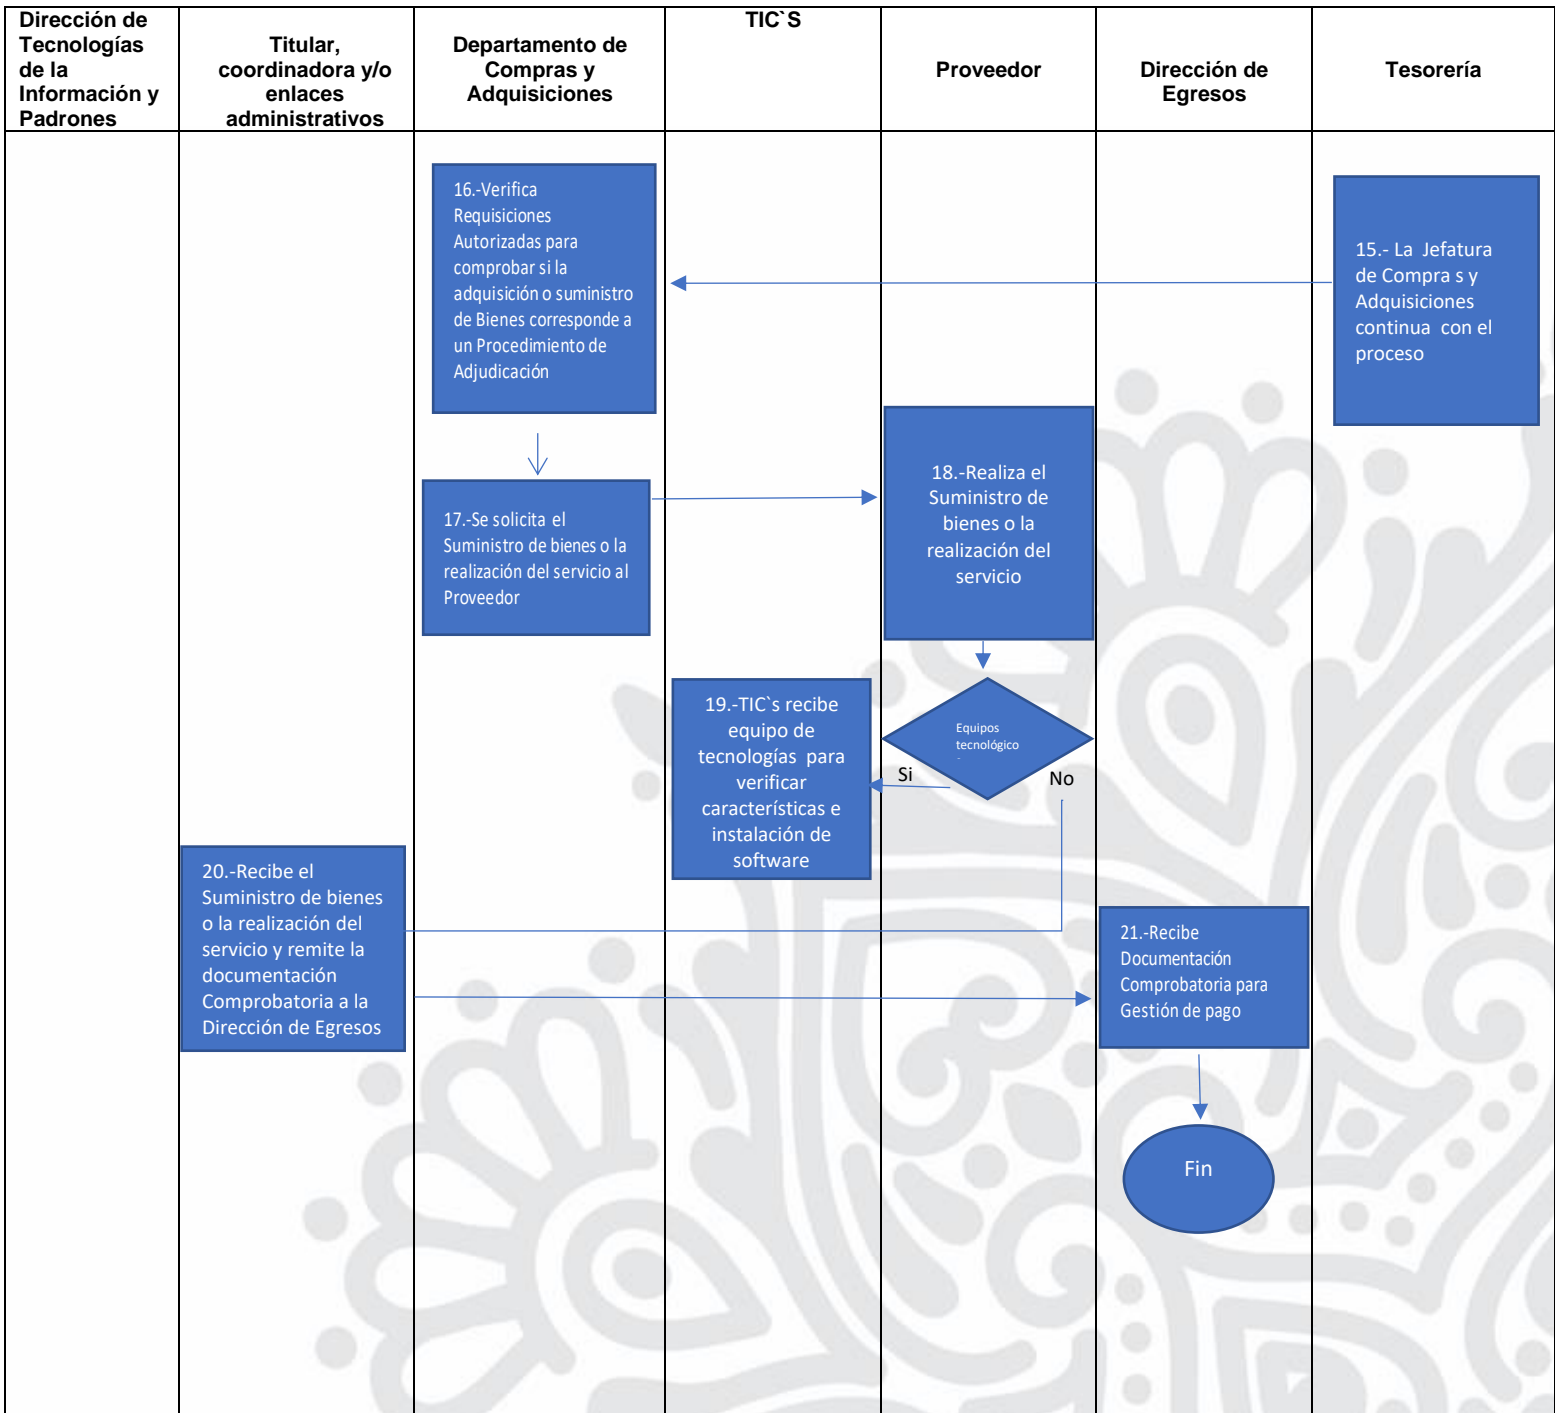 Dirección de
Tecnologías
de la
Información y
Padrones
Titular,
coordinadora y/o
enlaces
administrativos
Departamento de
Compras y
Adquisiciones
TIC`S
Proveedor
Dirección de
Egresos
Tesorería
15.- La Jefatura
de Compra s y
Adquisiciones
continua con el
proceso
16.-Verifica
Requisiciones
Autorizadas para
comprobar si la
adquisición o suministro
de Bienes corresponde a
un Procedimiento de
Adjudicación
17.-Se solicita el
Suministro de bienes o la
realización del servicio al
Proveedor
18.-Realiza el
Suministro de
bienes o la
realización del
servicio
Equipos
tecnológico
Si
No
19.-TIC`s recibe
equipo de
tecnologías para
verificar
características e
instalación de
software
20.-Recibe el
Suministro de bienes
o la realización del
servicio y remite la
documentación
Comprobatoria a la
Dirección de Egresos
21.-Recibe
Documentación
Comprobatoria para
Gestión de pago
Fin